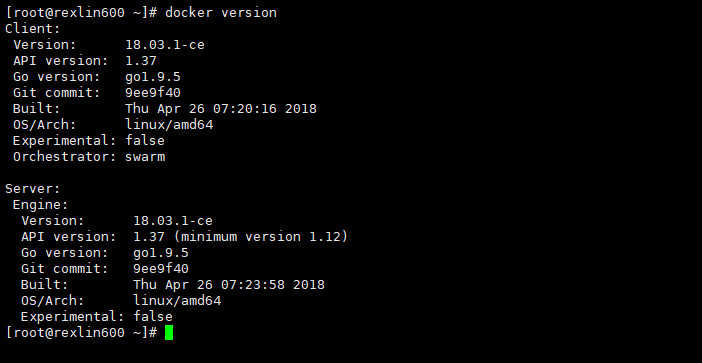 [root@rexlin600 ~]# docker version
Client:
 Version:      18.03.1-ce
 API version:  1.37
 Go version:   go1.9.5
 Git commit:   9ee9f40
 Built:        Thu Apr 26 07:20:16 2018
 OS/Arch:      linux/amd64
 Experimental: false
 Orchestrator: swarm

Server:
 Engine:
  Version:      18.03.1-ce
  API version:  1.37 (minimum version 1.12)
  Go version:   go1.9.5
  Git commit:   9ee9f40
  Built:        Thu Apr 26 07:23:58 2018
  OS/Arch:      linux/amd64
  Experimental: false
[root@rexlin600 ~]#